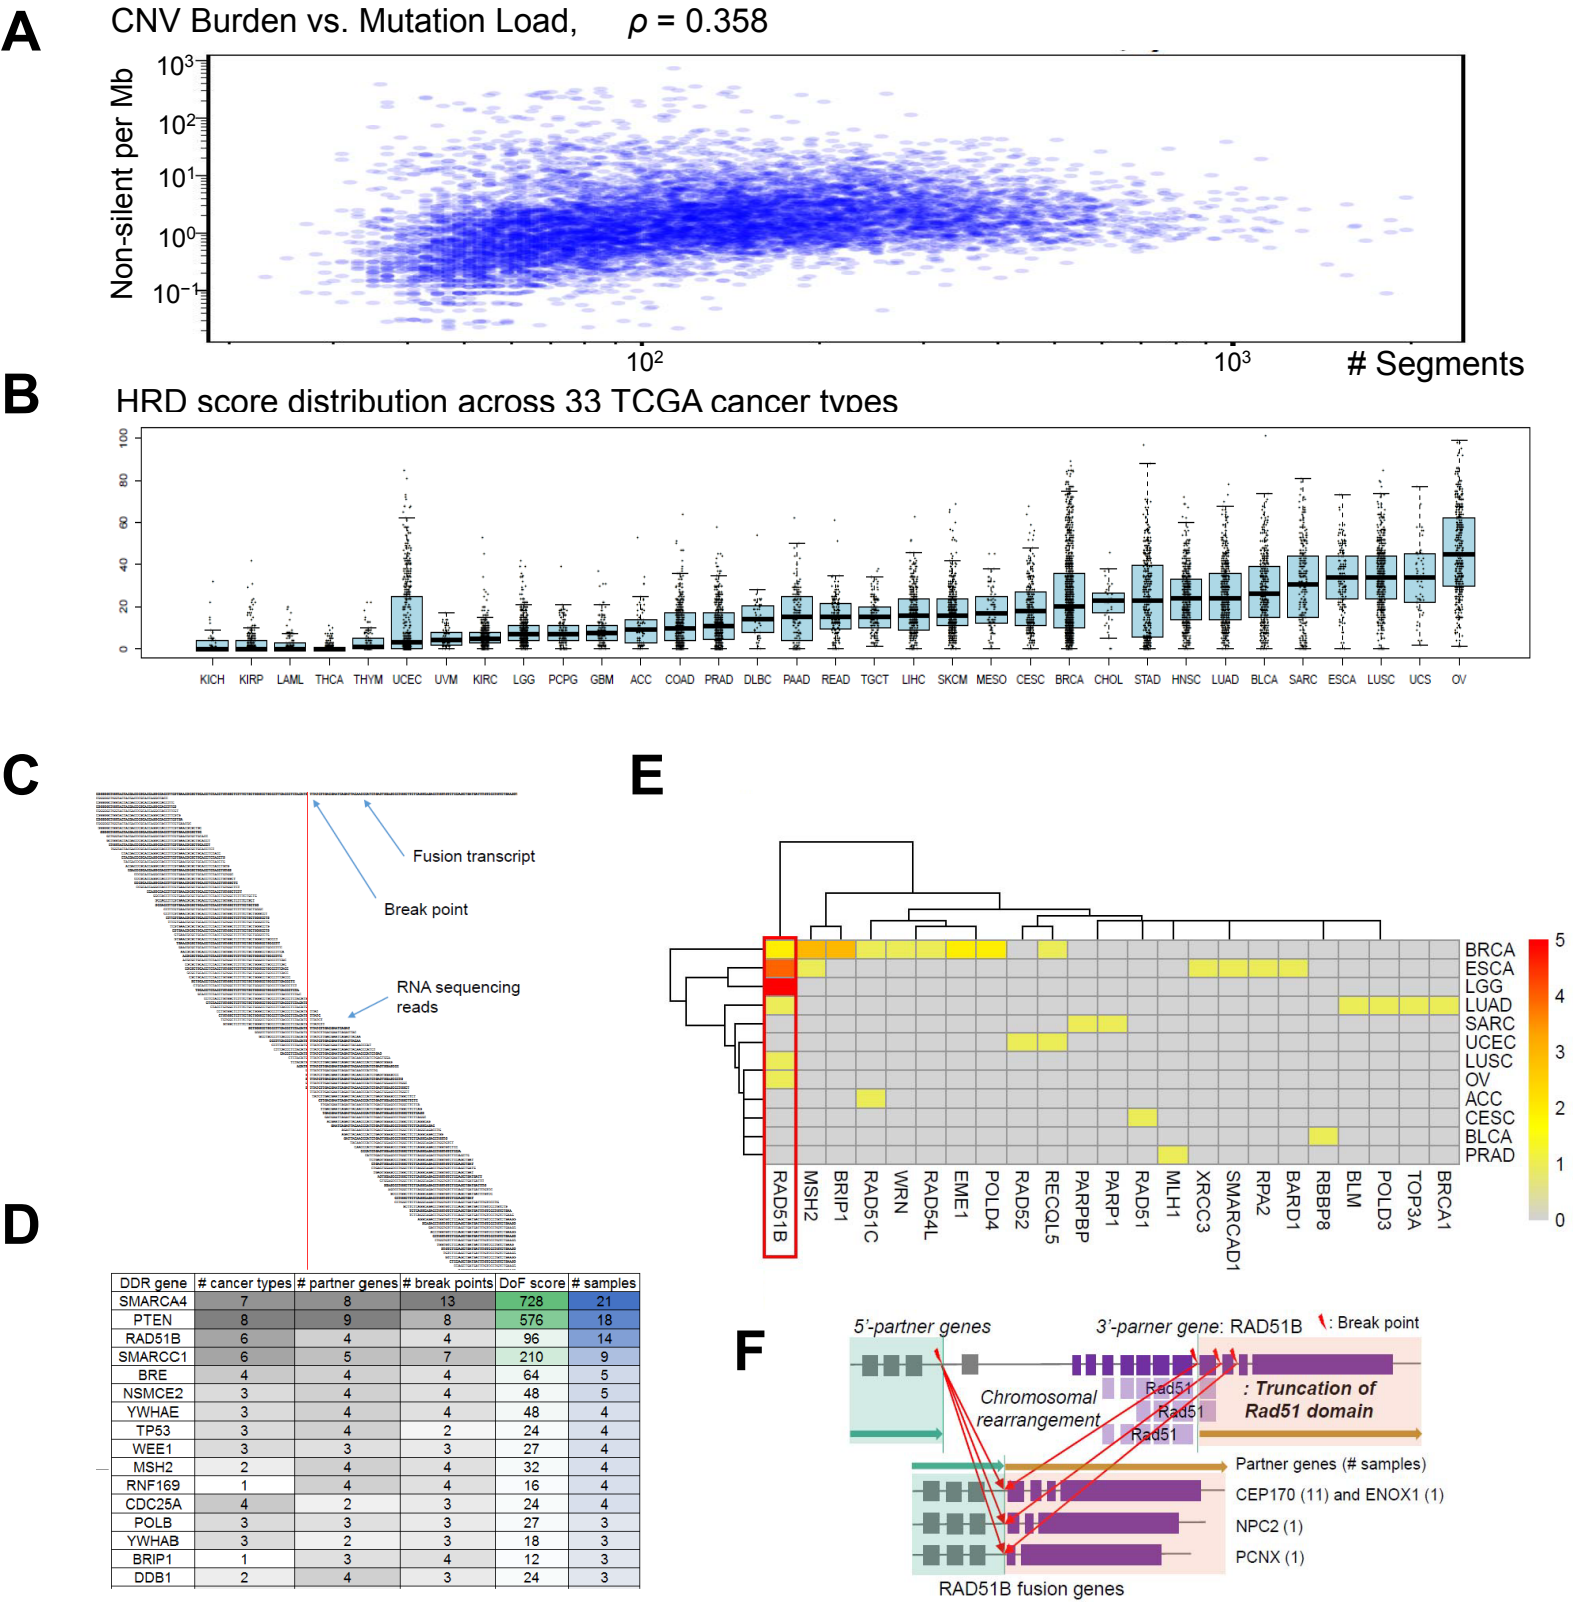 A
CNV Burden vs. Mutation Load, ρ = 0.358
Non-silent per Mb
10³
10²
10¹
10⁰
10⁻¹
10² 10³ # Segments
B
HRD score distribution across 33 TCGA cancer types
100
80
60
40
20
0
KICH KIRP LAML THCA THYM UCEC UVM KIRC LGG PCPG GBM ACC COAD PRAD DLBC PAAD READ TGCT LIHC SKCM MESO CESC BRCA CHOL STAD HNSC LUAD BLCA SARC ESCA LUSC UCS OV
C
Fusion transcript
Break point
RNA sequencing
reads
D
DDR gene # cancer types # partner genes # break points DoF score # samples
SMARCA4 7 8 13 728 21
PTEN 8 9 8 576 18
RAD51B 6 4 4 96 14
SMARCC1 6 5 7 210 9
BRE 4 4 4 64 5
NSMCE2 3 4 4 48 5
YWHAE 3 4 4 48 4
TP53 3 4 2 24 4
WEE1 3 3 3 27 4
MSH2 2 4 4 32 4
RNF169 1 4 4 16 4
CDC25A 4 2 3 24 4
POLB 3 3 3 27 3
YWHAB 3 2 3 18 3
BRIP1 1 3 4 12 3
DDB1 2 4 3 24 3
E
BRCA
ESCA
LGG
LUAD
SARC
UCEC
LUSC
OV
ACC
CESC
BLCA
PRAD
5
4
3
2
1
0
RAD51B MSH2 BRIP1 RAD51C WRN RAD54L EME1 POLD4 RAD52 RECQL5 PARPBP PARP1 RAD51 MLH1 XRCC3 SMARCAD1 RPA2 BARD1 RBBP8 BLM POLD3 TOP3A BRCA1
F
5’-partner genes 3’-parner gene: RAD51B : Break point
Chromosomal
rearrangement
Rad51
Rad51
Rad51
: Truncation of
Rad51 domain
Partner genes (# samples)
CEP170 (11) and ENOX1 (1)
NPC2 (1)
PCNX (1)
RAD51B fusion genes